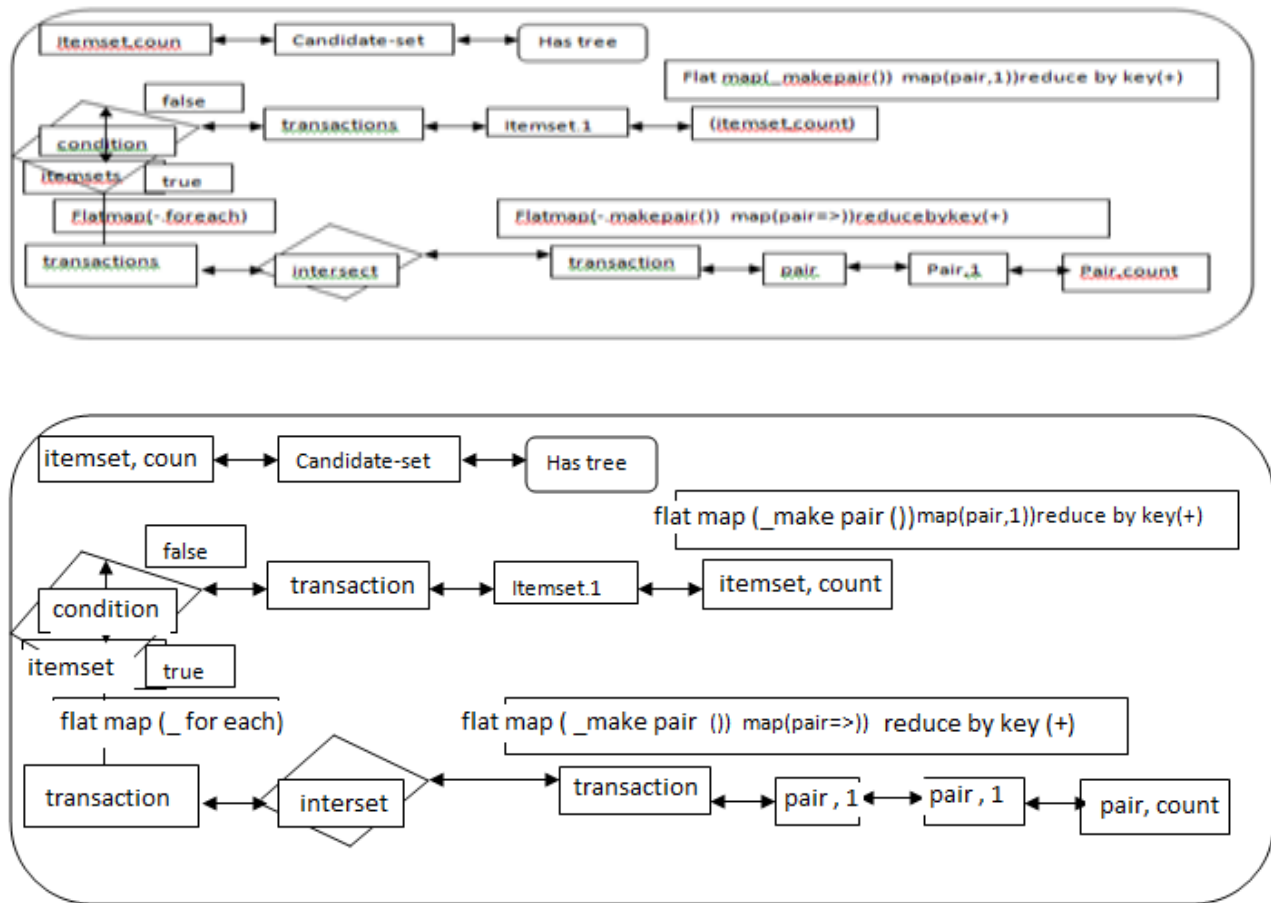 Itemset,coun Candidate-set Has tree
Flat map(_makepair()) map(pair,1))reduce by key(+)
false
transactions Itemset.1 (itemset,count)
condition
itemsets true
Flatmap(-.foreach) Flatmap(-.makepair()) map(pair=>))reducebykey(+)
transactions intersect transaction pair Pair,1 Pair,count
itemset, coun Candidate-set Has tree
flat map (_make pair ())map(pair,1))reduce by key(+)
false
transaction Itemset.1 itemset, count
condition
itemset true
flat map (_ for each) flat map ( _make pair ()) map(pair=>)) reduce by key (+)
transaction interset transaction pair , 1 pair , 1 pair, count